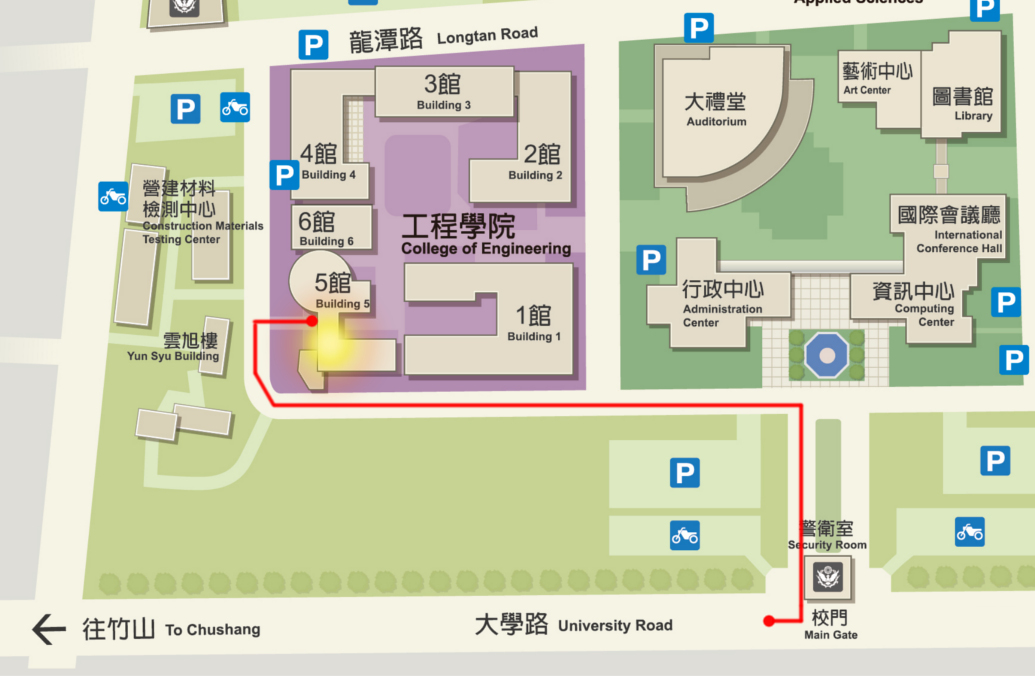 Applied Sciences
P
P
P
龍潭路 Longtan Road
P
3館
Building 3
大禮堂
Auditorium
藝術中心
Art Center
圖書館
Library
4館
Building 4
P
2館
Building 2
營建材料
檢測中心
Construction Materials
Testing Center
6館
Building 6
工程學院
College of Engineering
國際會議廳
International
Conference Hall
P
5館
Building 5
行政中心
Administration
Center
資訊中心
Computing
Center
P
1館
Building 1
雲旭樓
Yun Syu Building
P
P
P
警衛室
Security Room
往竹山 To Chushang
大學路 University Road
校門
Main Gate